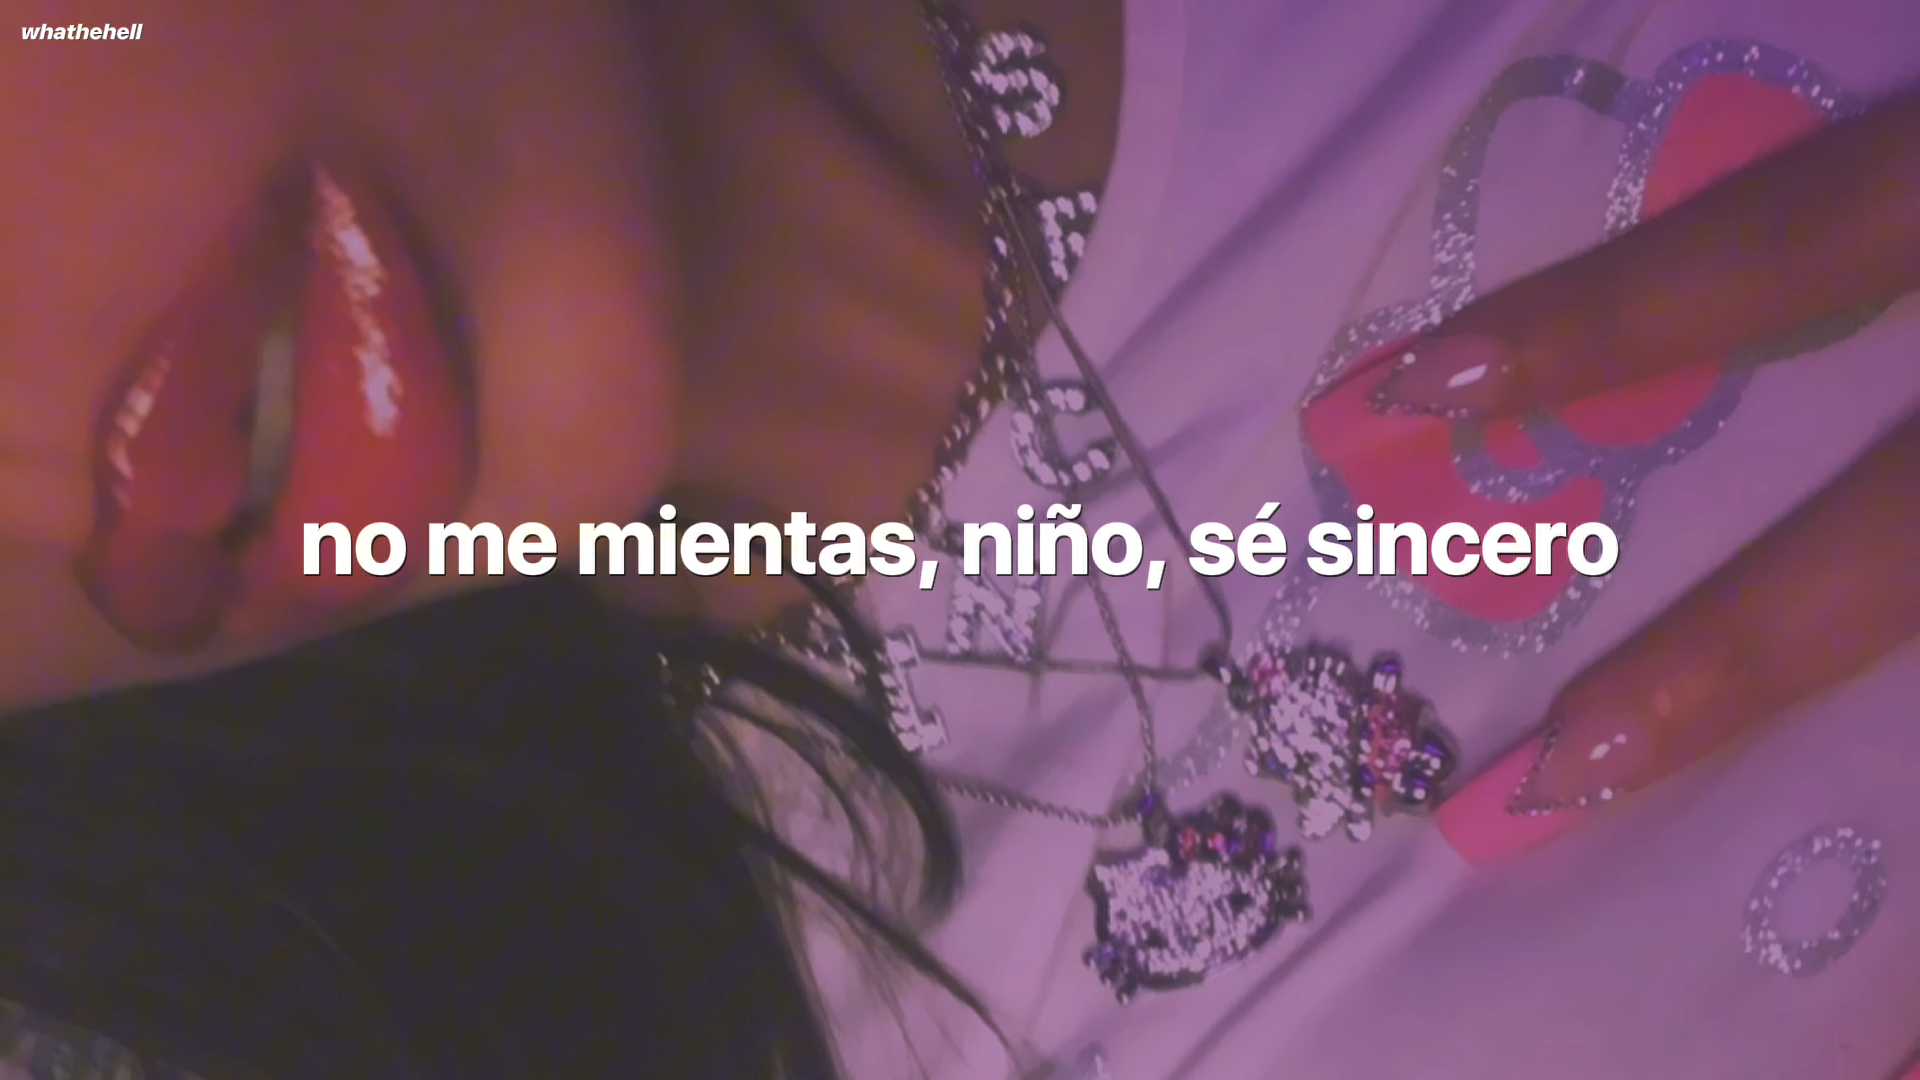 whathehell
no me mientas, niño, sé sincero